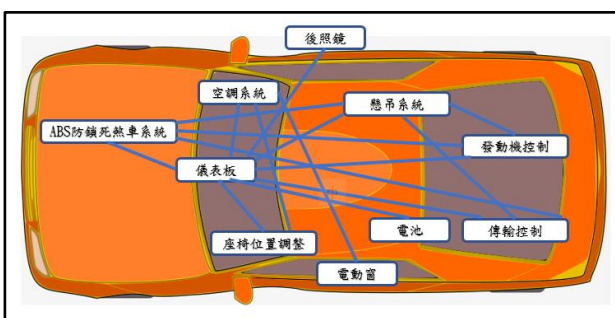 後照鏡
空調系統
懸吊系統
ABS防鎖死煞車系統
發動機控制
儀表板
電池
傳輸控制
座椅位置調整
電動窗